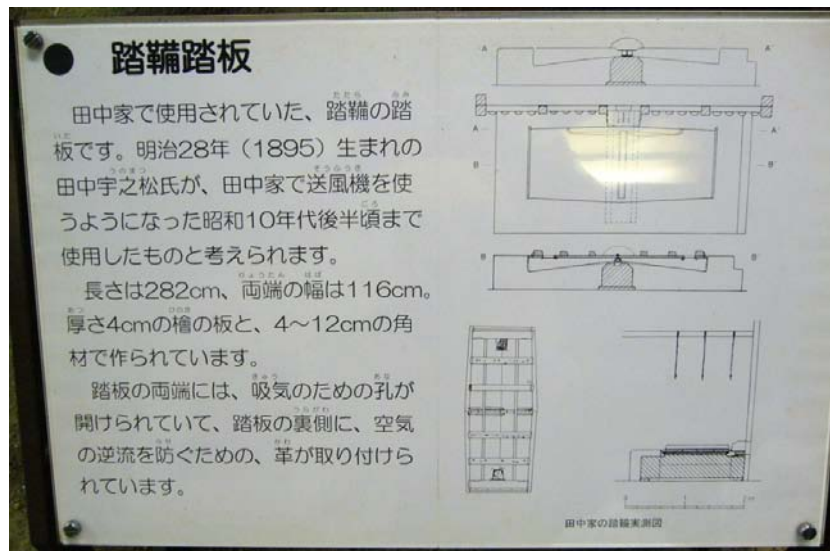 踏鞴踏板
田中家で使用されていた、踏鞴の踏
板です。明治28年（1895）生まれの
田中宇之松氏が、田中家で送風機を使
うようになった昭和10年代後半頃まで
使用したものと考えられます。
長さは282cm、両端の幅は116cm。
厚さ4cmの檜の板と、4〜12cmの角
材で作られています。
踏板の両端には、吸気のための孔が
開けられていて、踏板の裏側に、空気
の逆流を防ぐための、革が取り付けら
れています。
A A'
A A'
B B'
B B'
田中家の踏鞴実測図